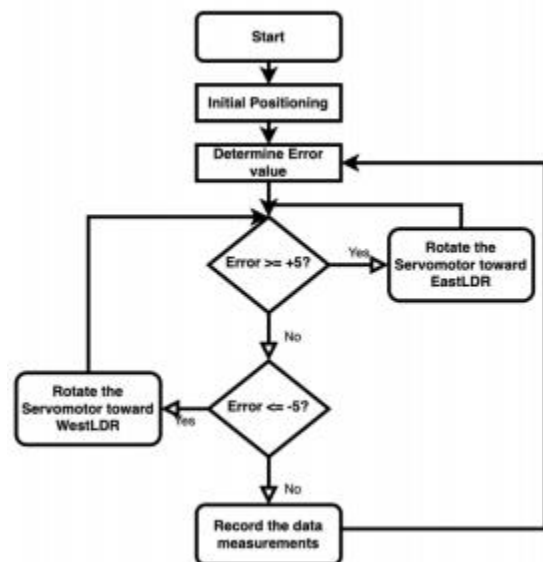 Start
Initial Positioning
Determine Error
value
Error >= +5?
Yes
Rotate the
Servomotor toward
EastLDR
No
Error <= -5?
Yes
Rotate the
Servomotor toward
WestLDR
No
Record the data
measurements